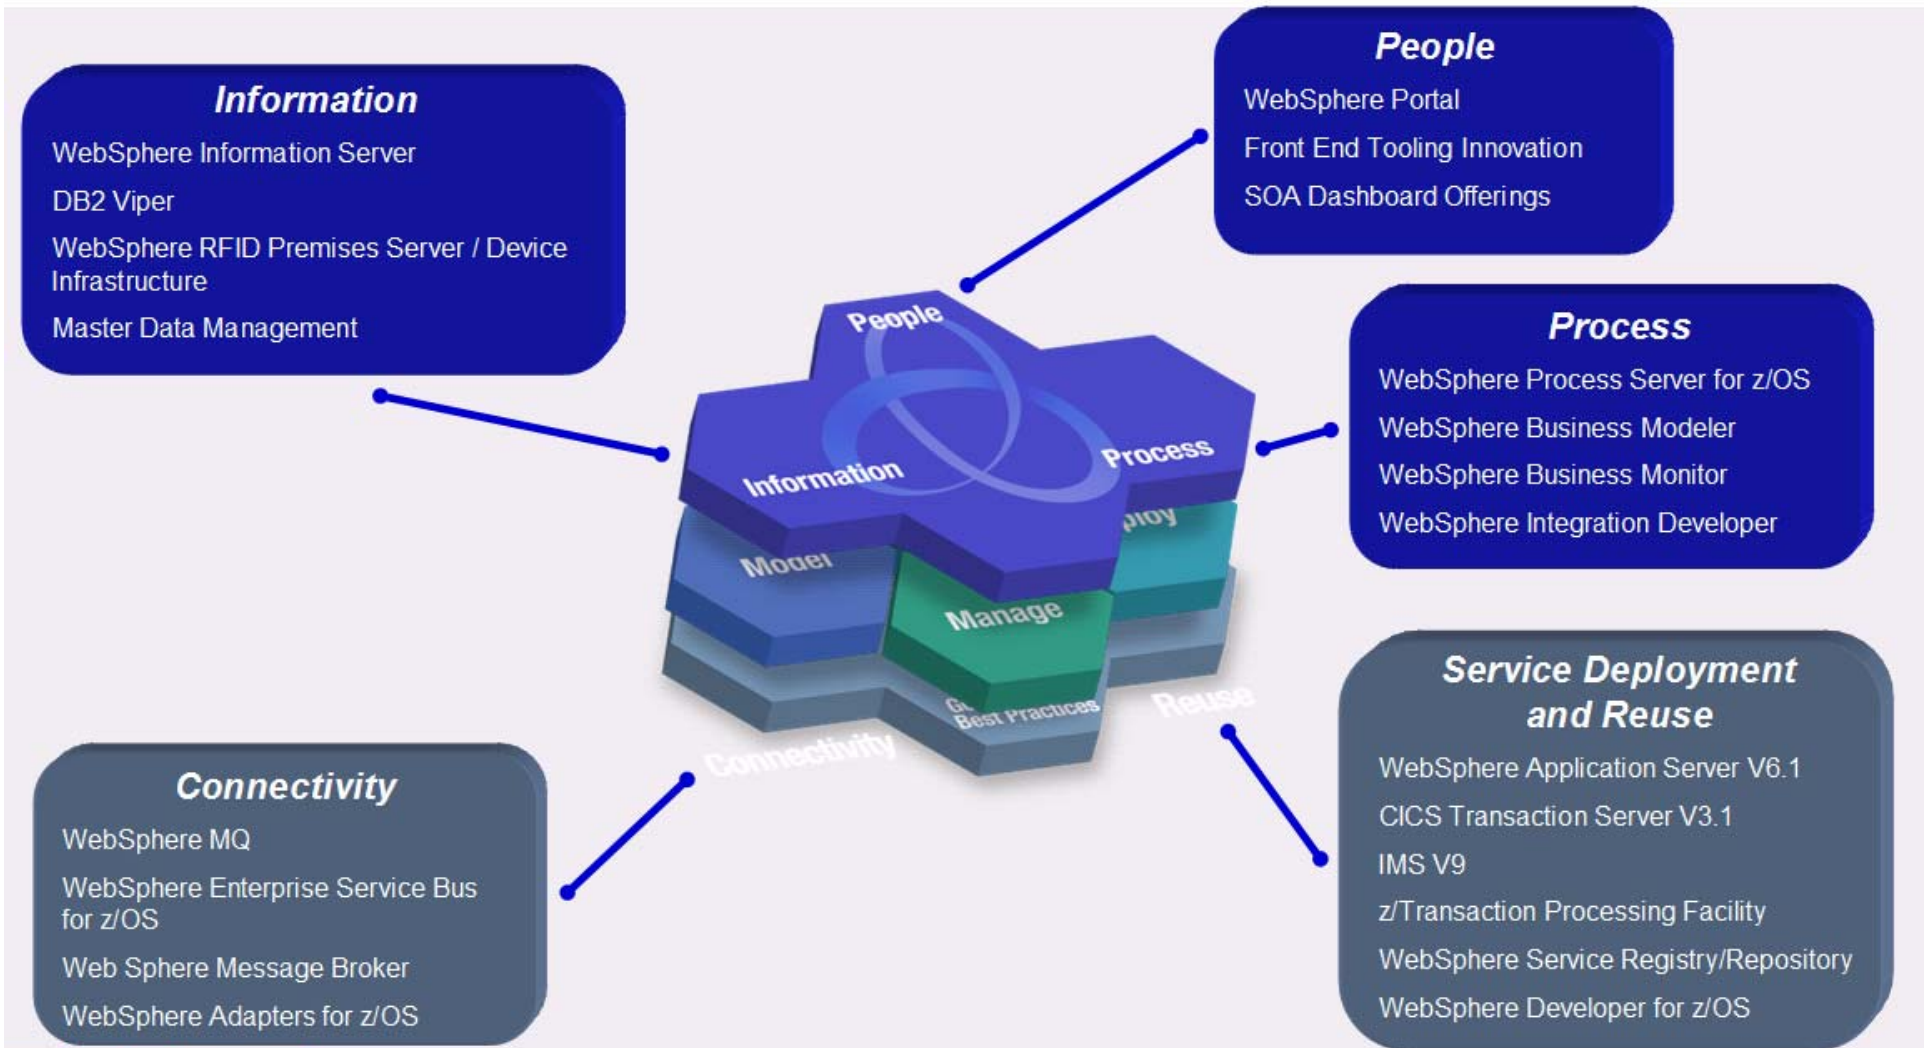 Information
WebSphere Information Server
DB2 Viper
WebSphere RFID Premises Server / Device
Infrastructure
Master Data Management
People
WebSphere Portal
Front End Tooling Innovation
SOA Dashboard Offerings
Process
WebSphere Process Server for z/OS
WebSphere Business Modeler
WebSphere Business Monitor
WebSphere Integration Developer
People
Information
Process
Model
Manage
Best Practices
Connectivity
Reuse
Connectivity
WebSphere MQ
WebSphere Enterprise Service Bus
for z/OS
Web Sphere Message Broker
WebSphere Adapters for z/OS
Service Deployment
and Reuse
WebSphere Application Server V6.1
CICS Transaction Server V3.1
IMS V9
z/Transaction Processing Facility
WebSphere Service Registry/Repository
WebSphere Developer for z/OS